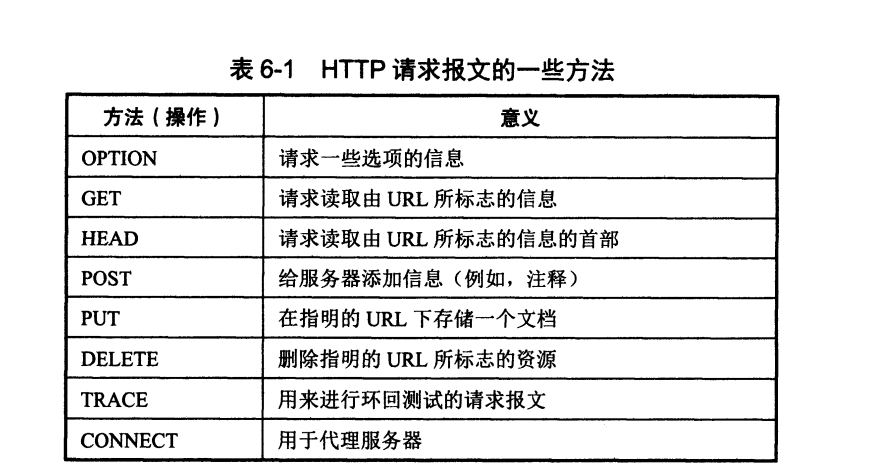 表 6-1 HTTP 请求报文的一些方法
方法（操作） 意义
OPTION 请求一些选项的信息
GET 请求读取由 URL 所标志的信息
HEAD 请求读取由 URL 所标志的信息的首部
POST 给服务器添加信息（例如，注释）
PUT 在指明的 URL 下存储一个文档
DELETE 删除指明的 URL 所标志的资源
TRACE 用来进行环回测试的请求报文
CONNECT 用于代理服务器